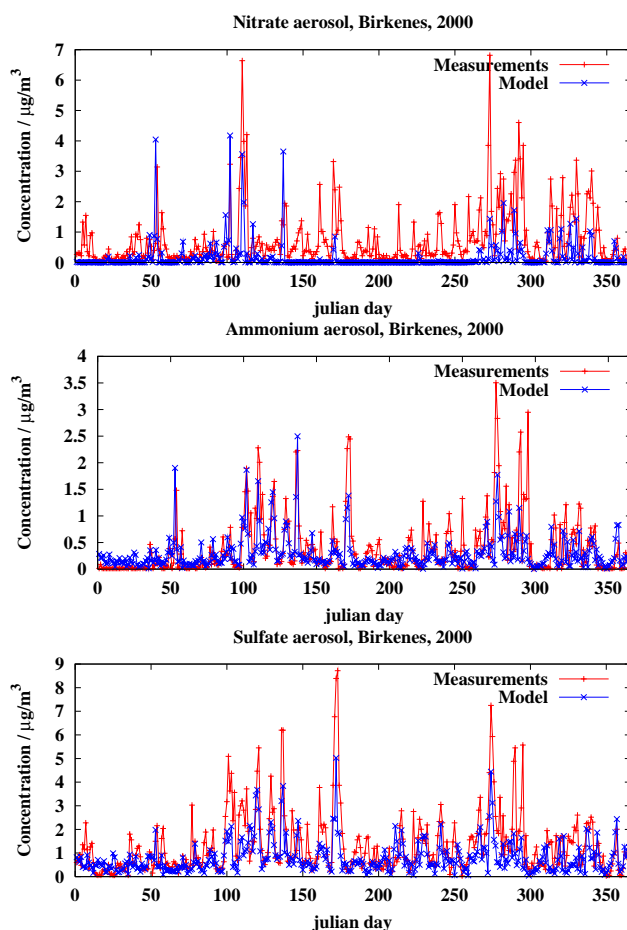 Nitrate aerosol, Birkenes, 2000
7
6
5
4
3
2
1
0
Concentration / μg/m³
Measurements
Model
0 50 100 150 200 250 300 350
julian day
Ammonium aerosol, Birkenes, 2000
4
3.5
3
2.5
2
1.5
1
0.5
0
Concentration / μg/m³
Measurements
Model
0 50 100 150 200 250 300 350
julian day
Sulfate aerosol, Birkenes, 2000
9
8
7
6
5
4
3
2
1
0
Concentration / μg/m³
Measurements
Model
0 50 100 150 200 250 300 350
julian day